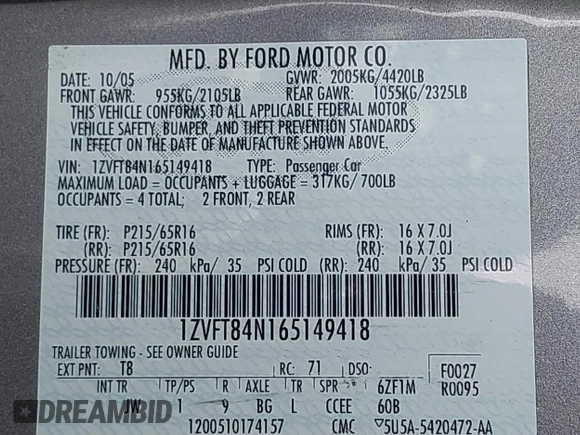 MFD. BY FORD MOTOR CO.
DATE: 10/05 GVWR: 2005KG/4420LB
FRONT GAWR: 955KG/2105LB REAR GAWR: 1055KG/2325LB
THIS VEHICLE CONFORMS TO ALL APPLICABLE FEDERAL MOTOR
VEHICLE SAFETY, BUMPER, AND THEFT PREVENTION STANDARDS
IN EFFECT ON THE DATE OF MANUFACTURE SHOWN ABOVE.
VIN: 1ZVFT84N165149418 TYPE: Passenger Car
MAXIMUM LOAD = OCCUPANTS + LUGGAGE = 317KG/700LB
OCCUPANTS = 4 TOTAL; 2 FRONT, 2 REAR
TIRE (FR): P215/65R16 RIMS (FR): 16 X 7.0J
(RR): P215/65R16 (RR): 16 X 7.0J
PRESSURE (FR) 240 kPa/ 35 PSI COLD (RR) 240 kPa/ 35 PSI COLD
1ZVFT84N165149418
TRAILER TOWING - SEE OWNER GUIDE
EXT PNT: T8 RC: 71 DSO: F0027
INT TR TP/PS R AXLE TR SPR 6ZF1M R0095
JW 1 9 BG L CCEE 60B
1200510174157 CMC 5U5A-5420472-AA
DREAMBID